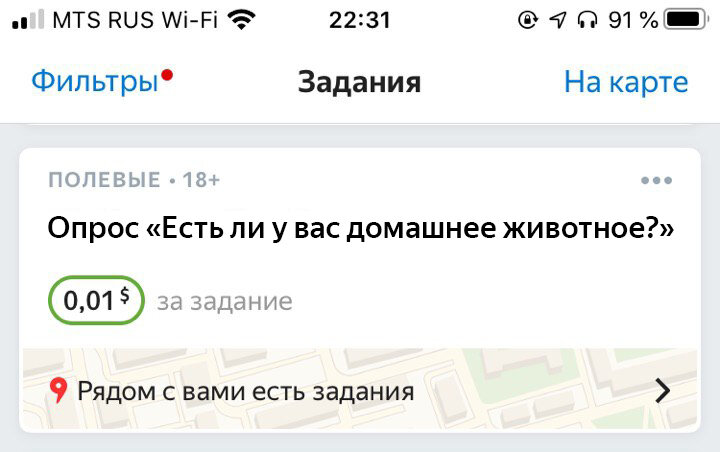 MTS RUS Wi-Fi 22:31 91 %
Фильтры Задания На карте
ПОЛЕВЫЕ • 18+
Опрос «Есть ли у вас домашнее животное?»
0,01 $ за задание
Рядом с вами есть задания